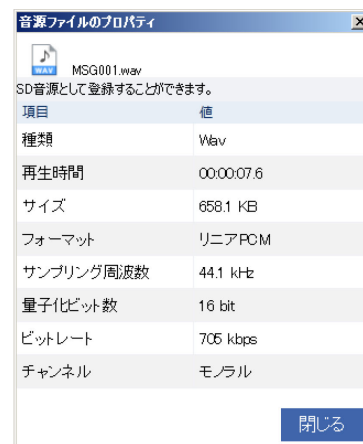 音源ファイルのプロパティ
WAV
MSG001.wav
SD音源として登録することができます。
項目 値
種類 Wav
再生時間 00:00:07.6
サイズ 658.1 KB
フォーマット リニアPCM
サンプリング周波数 44.1 kHz
量子化ビット数 16 bit
ビットレート 705 kbps
チャンネル モノラル
閉じる